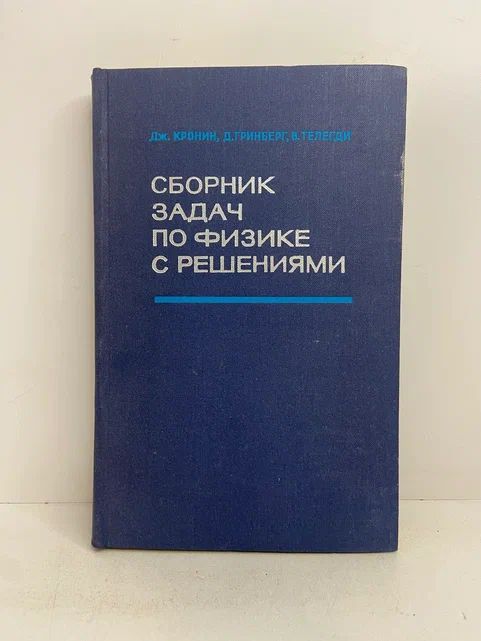 Дж. КРОНИН, Д. ГРИНБЕРГ, В. ТЕЛЕГДИ
СБОРНИК
ЗАДАЧ
ПО ФИЗИКЕ
С РЕШЕНИЯМИ